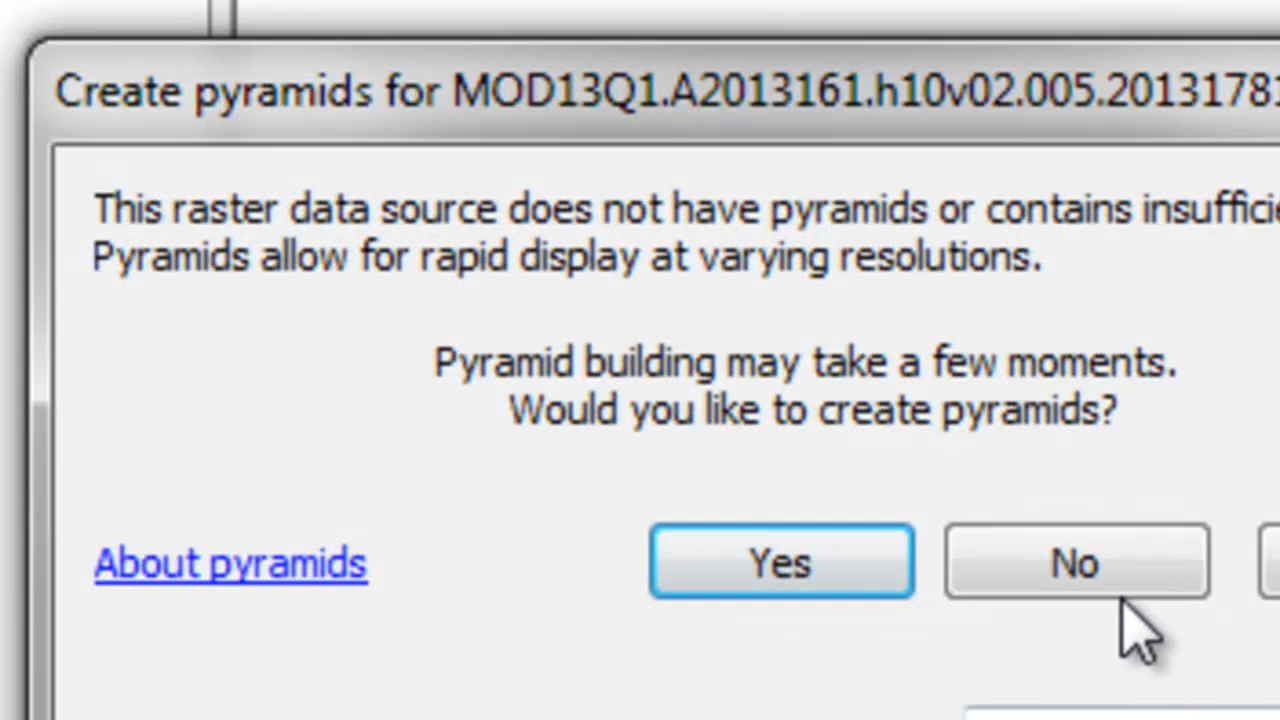 Create pyramids for MOD13Q1.A2013161.h10v02.005.20131781
This raster data source does not have pyramids or contains
Pyramids allow for rapid display at varying resolutions.
Pyramid building may take a few moments.
Would you like to create pyramids?
About pyramids
Yes
No